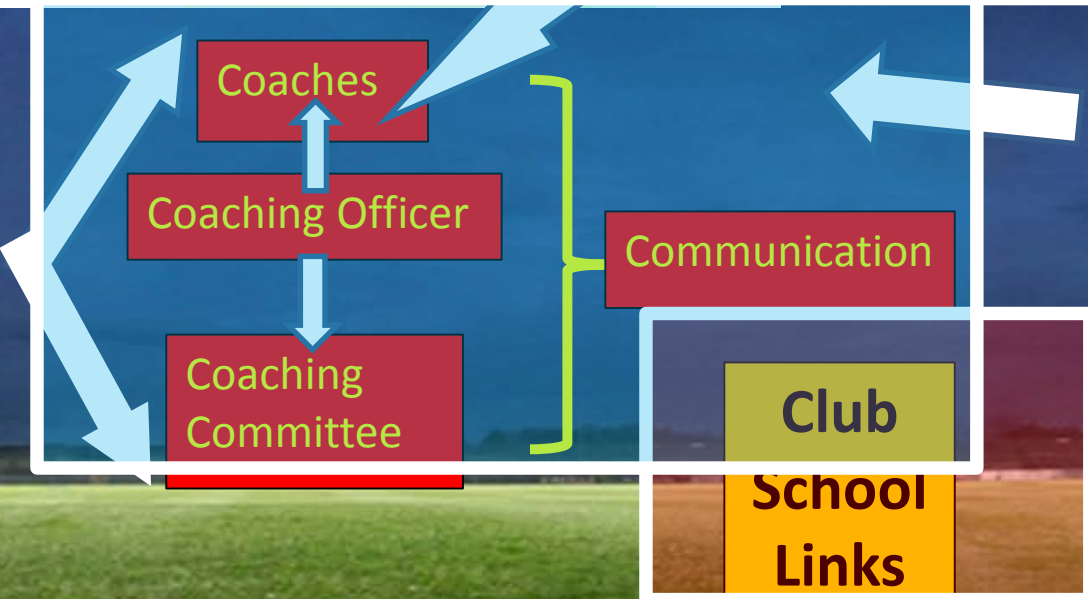 Coaches
Coaching Officer
Communication
Coaching
Committee
Club
School
Links